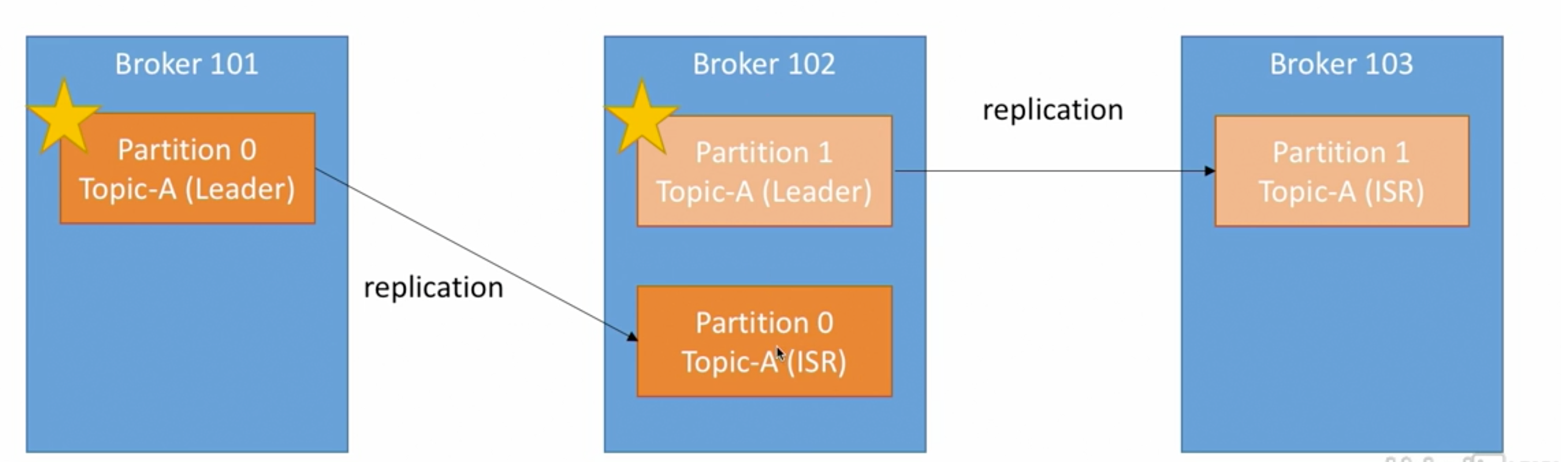 Broker 101
Partition 0
Topic-A (Leader)
replication
Broker 102
Partition 1
Topic-A (Leader)
Partition 0
Topic-A (ISR)
replication
Broker 103
Partition 1
Topic-A (ISR)